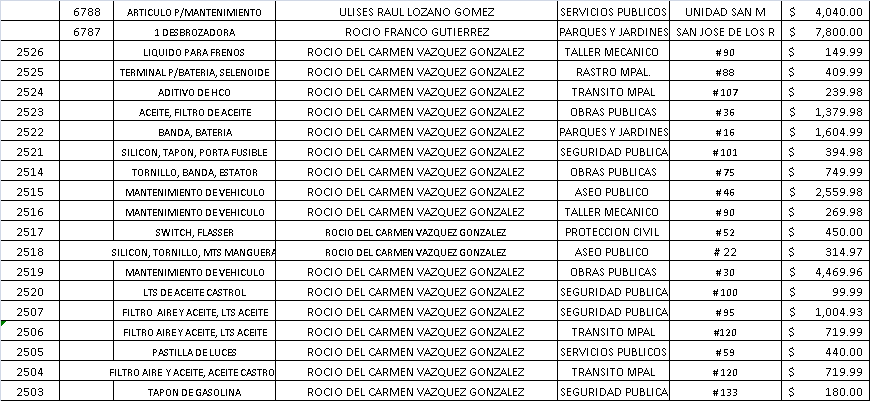 6788 ARTICULO P/MANTENIMIENTO ULISES RAUL LOZANO GOMEZ SERVICIOS PUBLICOS UNIDAD SAN M $ 4,040.00
6787 1 DESBROZADORA ROCIO FRANCO GUTIERREZ PARQUES Y JARDINES SAN JOSE DE LOS R $ 7,800.00
2526 LIQUIDO PARA FRENOS ROCIO DEL CARMEN VAZQUEZ GONZALEZ TALLER MECANICO #90 $ 149.99
2525 TERMINAL P/BATERIA, SELENOIDE ROCIO DEL CARMEN VAZQUEZ GONZALEZ RASTRO MPAL. #88 $ 409.99
2524 ADITIVO DE HCO ROCIO DEL CARMEN VAZQUEZ GONZALEZ TRANSITO MPAL #107 $ 239.98
2523 ACEITE, FILTRO DE ACEITE ROCIO DEL CARMEN VAZQUEZ GONZALEZ OBRAS PUBLICAS #36 $ 1,379.98
2522 BANDA, BATERIA ROCIO DEL CARMEN VAZQUEZ GONZALEZ PARQUES Y JARDINES #16 $ 1,604.99
2521 SILICON, TAPON, PORTA FUSIBLE ROCIO DEL CARMEN VAZQUEZ GONZALEZ SEGURIDAD PUBLICA #101 $ 394.98
2514 TORNILLO, BANDA, ESTATOR ROCIO DEL CARMEN VAZQUEZ GONZALEZ OBRAS PUBLICAS #75 $ 749.99
2515 MANTENIMIENTO DE VEHICULO ROCIO DEL CARMEN VAZQUEZ GONZALEZ ASEO PUBLICO #46 $ 2,559.98
2516 MANTENIMIENTO DE VEHICULO ROCIO DEL CARMEN VAZQUEZ GONZALEZ TALLER MECANICO #90 $ 269.98
2517 SWITCH, FLASSER ROCIO DEL CARMEN VAZQUEZ GONZALEZ PROTECCION CIVIL #52 $ 450.00
2518 SILICON, TORNILLO, MTS MANGUERA ROCIO DEL CARMEN VAZQUEZ GONZALEZ ASEO PUBLICO # 22 $ 314.97
2519 MANTENIMIENTO DE VEHICULO ROCIO DEL CARMEN VAZQUEZ GONZALEZ OBRAS PUBLICAS #30 $ 4,469.96
2520 LTS DE ACEITE CASTROL ROCIO DEL CARMEN VAZQUEZ GONZALEZ SEGURIDAD PUBLICA #100 $ 99.99
2507 FILTRO AIRE Y ACEITE, LTS ACEITE ROCIO DEL CARMEN VAZQUEZ GONZALEZ SEGURIDAD PUBLICA #95 $ 1,004.93
2506 FILTRO AIRE Y ACEITE, LTS ACEITE ROCIO DEL CARMEN VAZQUEZ GONZALEZ TRANSITO MPAL #120 $ 719.99
2505 PASTILLA DE LUCES ROCIO DEL CARMEN VAZQUEZ GONZALEZ SERVICIOS PUBLICOS #59 $ 440.00
2504 FILTRO AIRE Y ACEITE, ACEITE CASTRO ROCIO DEL CARMEN VAZQUEZ GONZALEZ TRANSITO MPAL #120 $ 719.99
2503 TAPON DE GASOLINA ROCIO DEL CARMEN VAZQUEZ GONZALEZ SEGURIDAD PUBLICA #133 $ 180.00